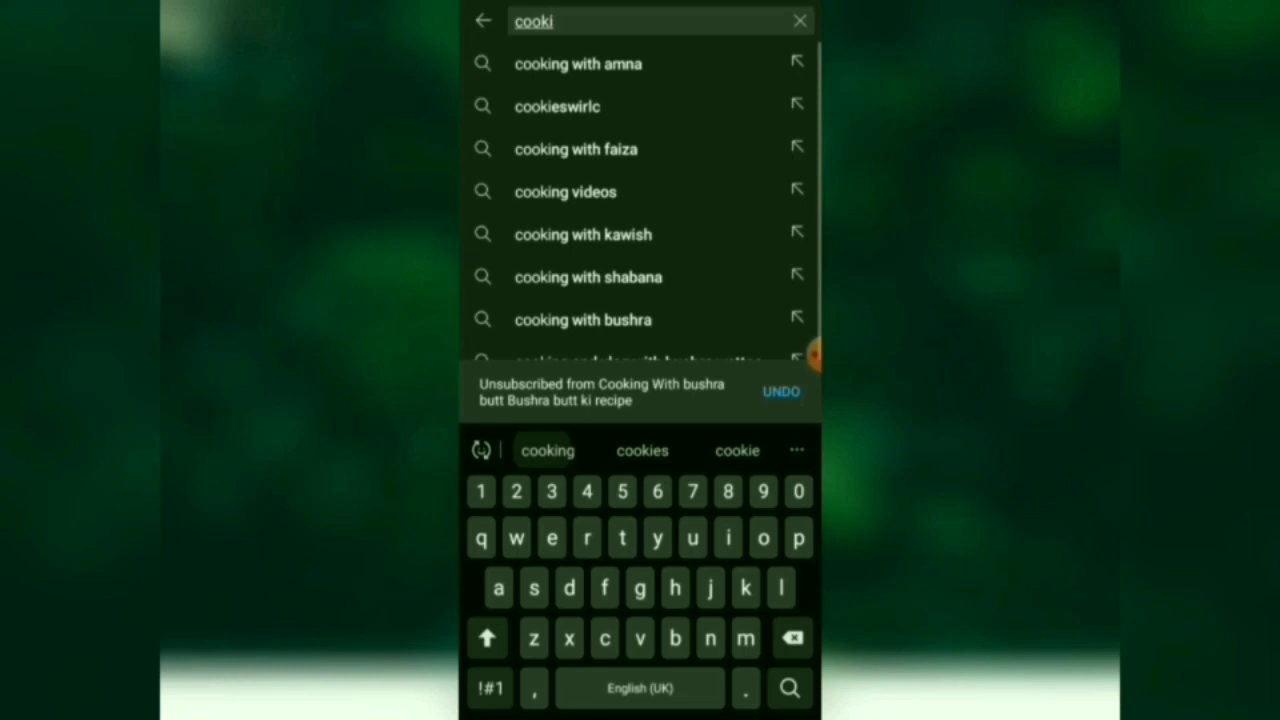 cooki
cooking with amna
cookieswirlc
cooking with faiza
cooking videos
cooking with kawish
cooking with shabana
cooking with bushra
Unsubscribed from Cooking With bushra
butt Bushra butt ki recipe
UNDO
cooking cookies cookie
1 2 3 4 5 6 7 8 9 0
q w e r t y u i o p
a s d f g h j k l
z x c v b n m
!#1 , English (UK) .